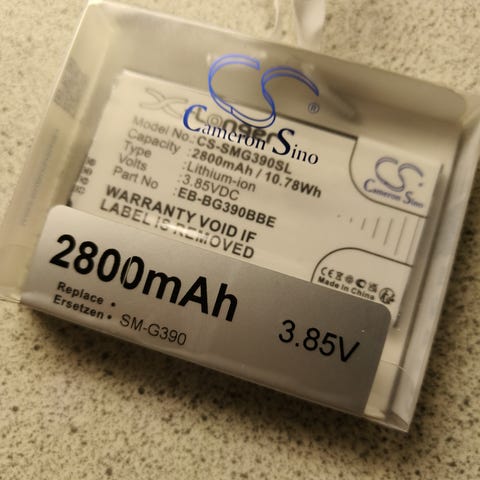 CS
Cameron Sino
X-Longer
Model No.: CS-SMG390SL
Capacity : 2800mAh / 10.78Wh
Type : Lithium-ion
Volts : 3.85VDC
Part No. : EB-BG390BBE
WARRANTY VOID IF
LABEL IS REMOVED
CS
Cameron Sino
CE
Made in China
2800mAh
3.85V
Replace •
Ersetzen • SM-G390